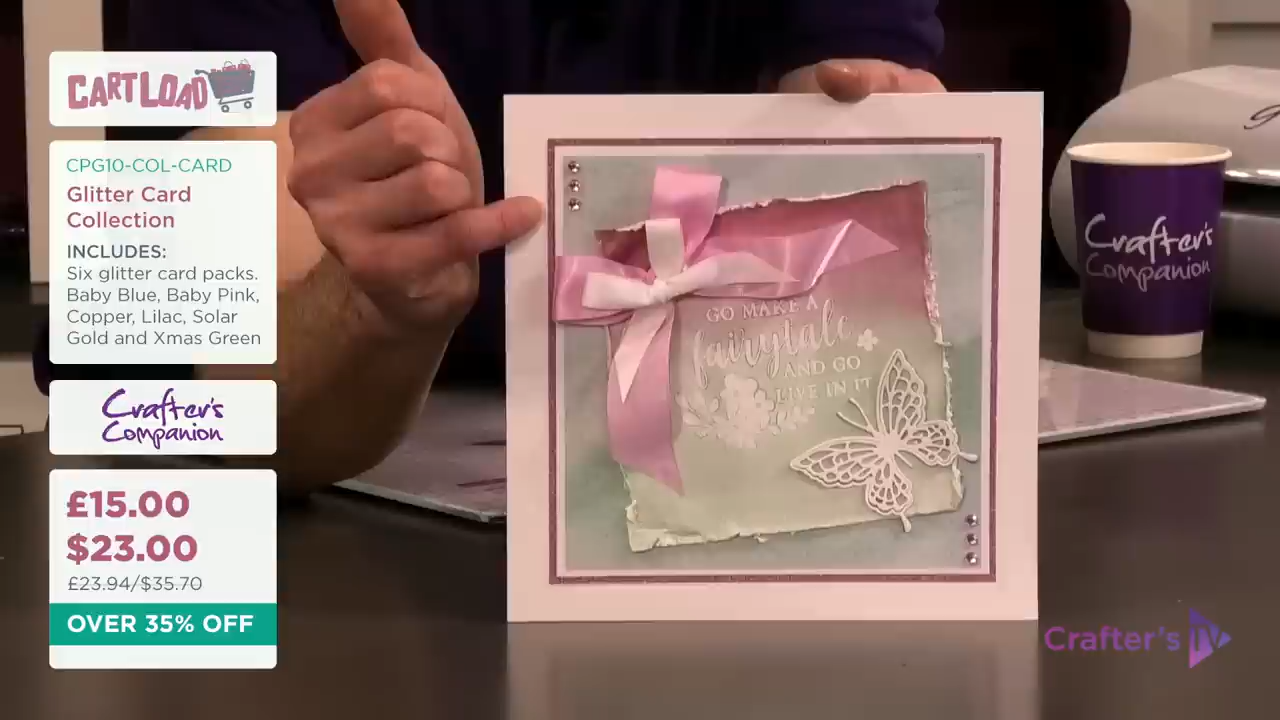 CARTLOAD
CPG10-COL-CARD
Glitter Card
Collection
INCLUDES:
Six glitter card packs.
Baby Blue, Baby Pink,
Copper, Lilac, Solar
Gold and Xmas Green
Crafter's
Companion
£15.00
$23.00
£23.94/$35.70
OVER 35% OFF
GO MAKE A
fairytale
AND GO
LIVE IN IT
Crafter's
Companion
Crafter's TV